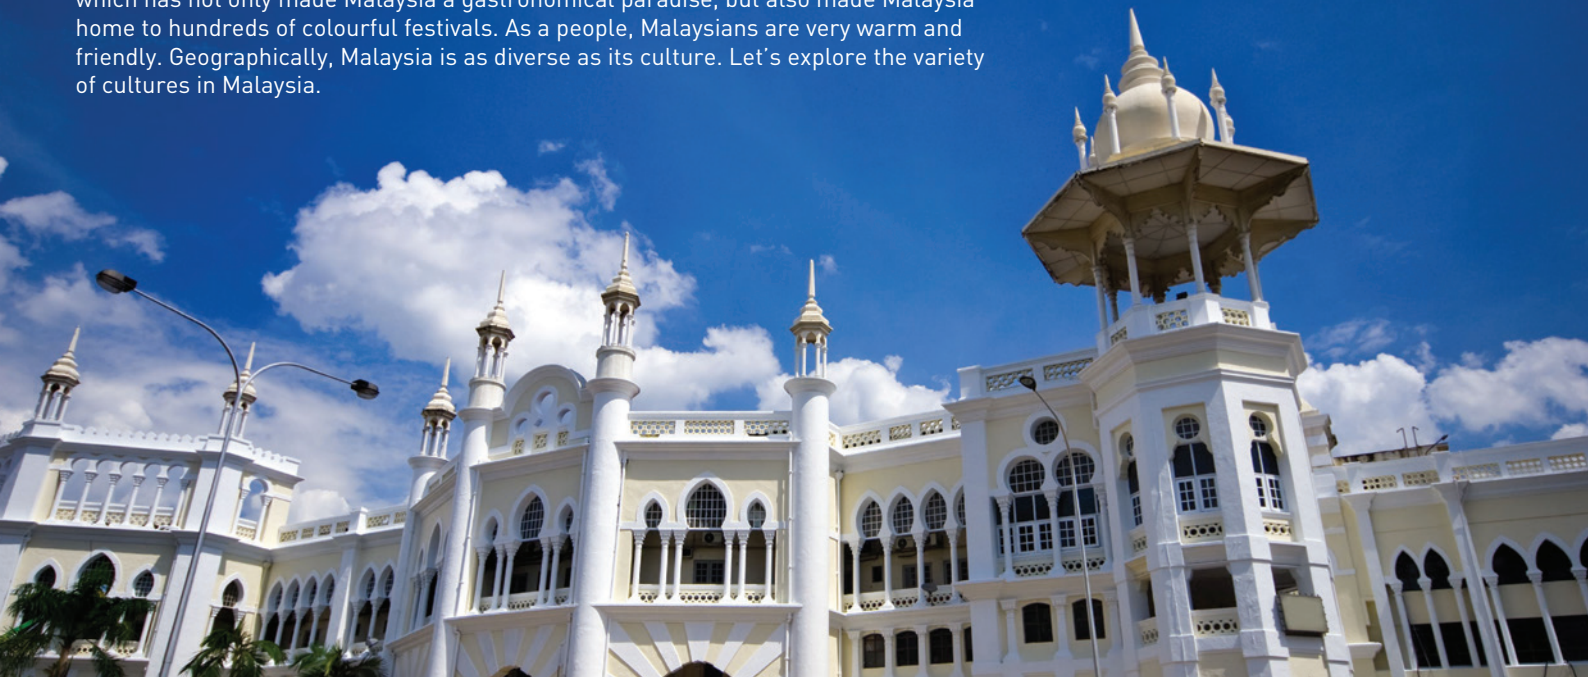 which has not only made Malaysia a gastronomical paradise, but also made Malaysia
home to hundreds of colourful festivals. As a people, Malaysians are very warm and
friendly. Geographically, Malaysia is as diverse as its culture. Let’s explore the variety
of cultures in Malaysia.